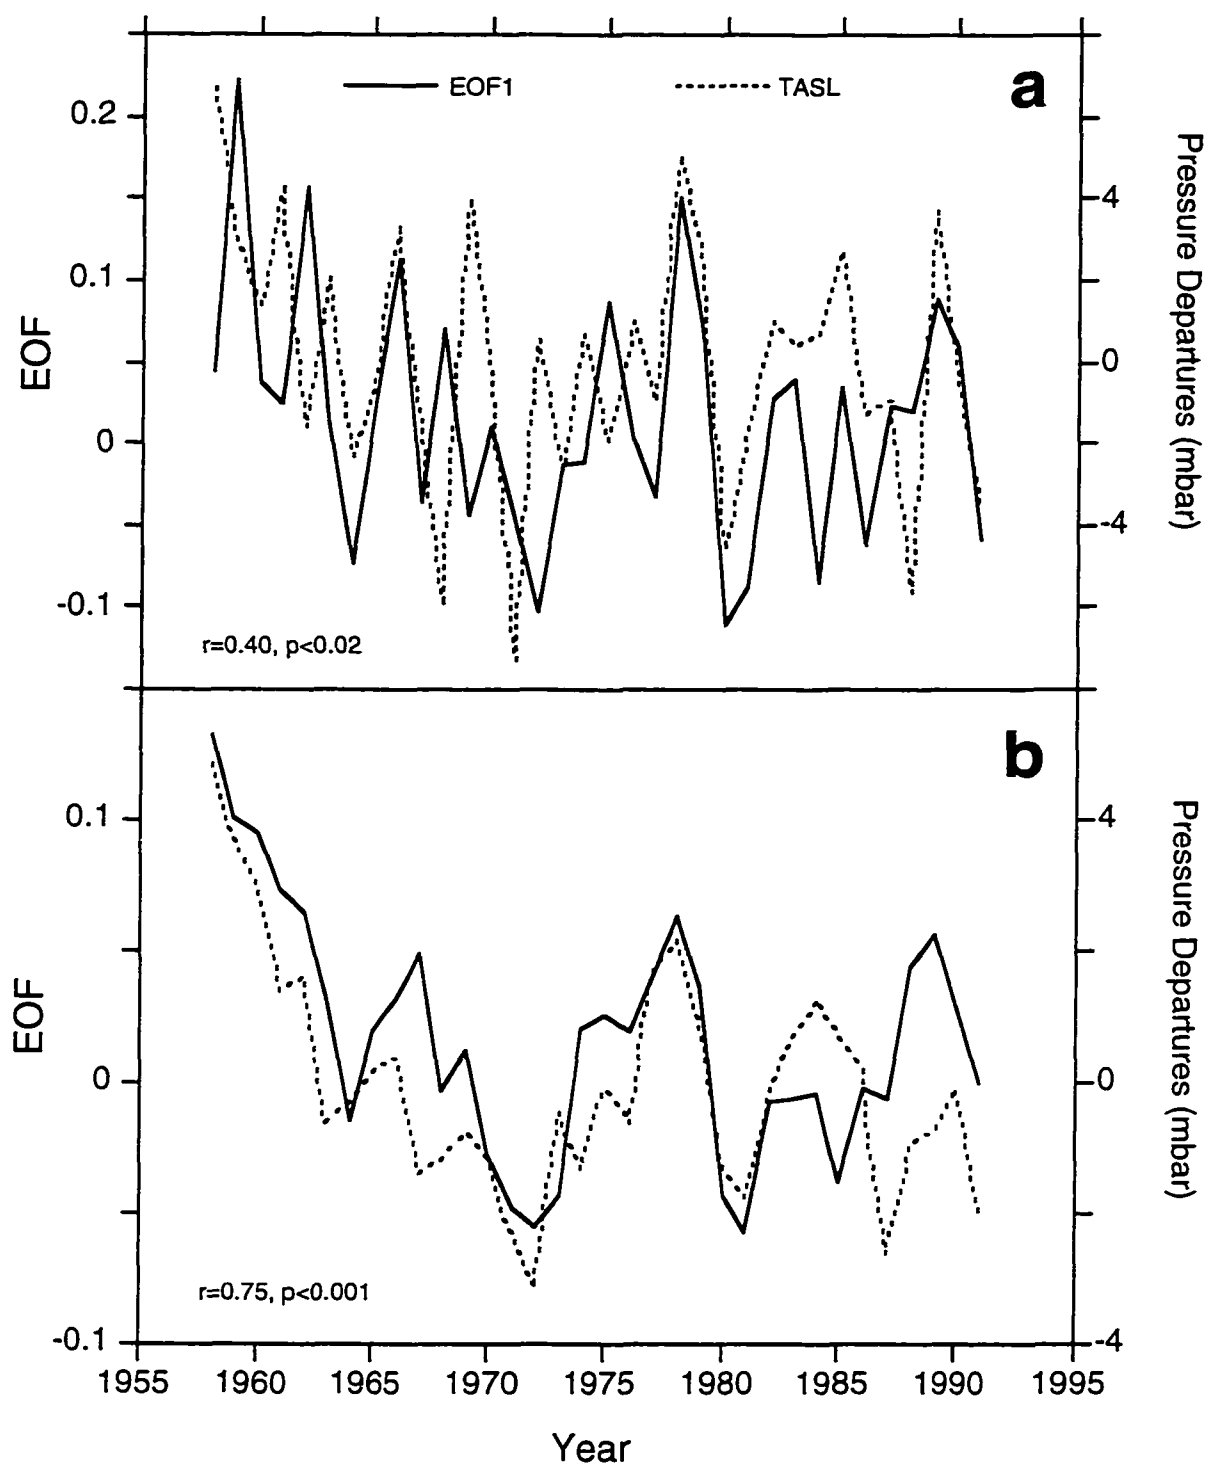 EOF1 TASL a
0.2
0.1
0
-0.1
EOF
4
0
-4
Pressure Departures (mbar)
r=0.40, p<0.02
b
0.1
0
-0.1
EOF
4
0
-4
Pressure Departures (mbar)
r=0.75, p<0.001
1955 1960 1965 1970 1975 1980 1985 1990 1995
Year